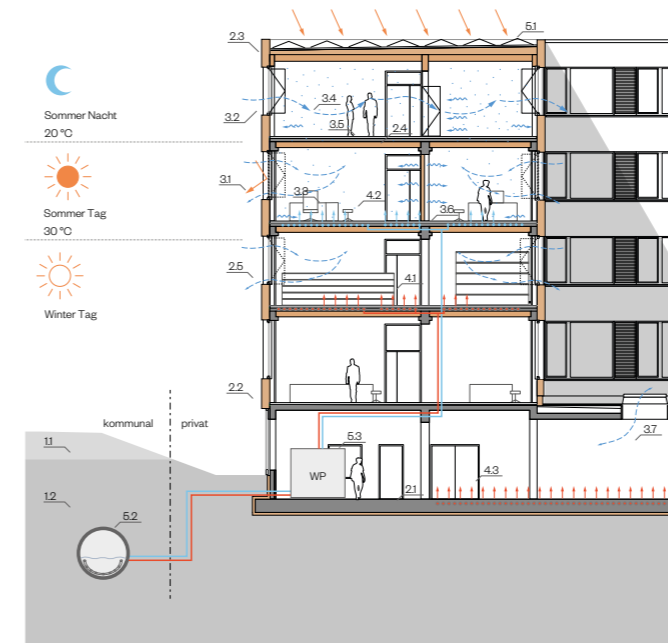 5.1
2.3
Sommer Nacht
20 °C
3.4
3.2
3.5
2.4
3.1
Sommer Tag
30 °C
3.3
4.2
3.6
2.5
4.1
Winter Tag
2.2
kommunal
privat
1.1
5.3
3.7
WP
4.3
2.1
1.2
5.2